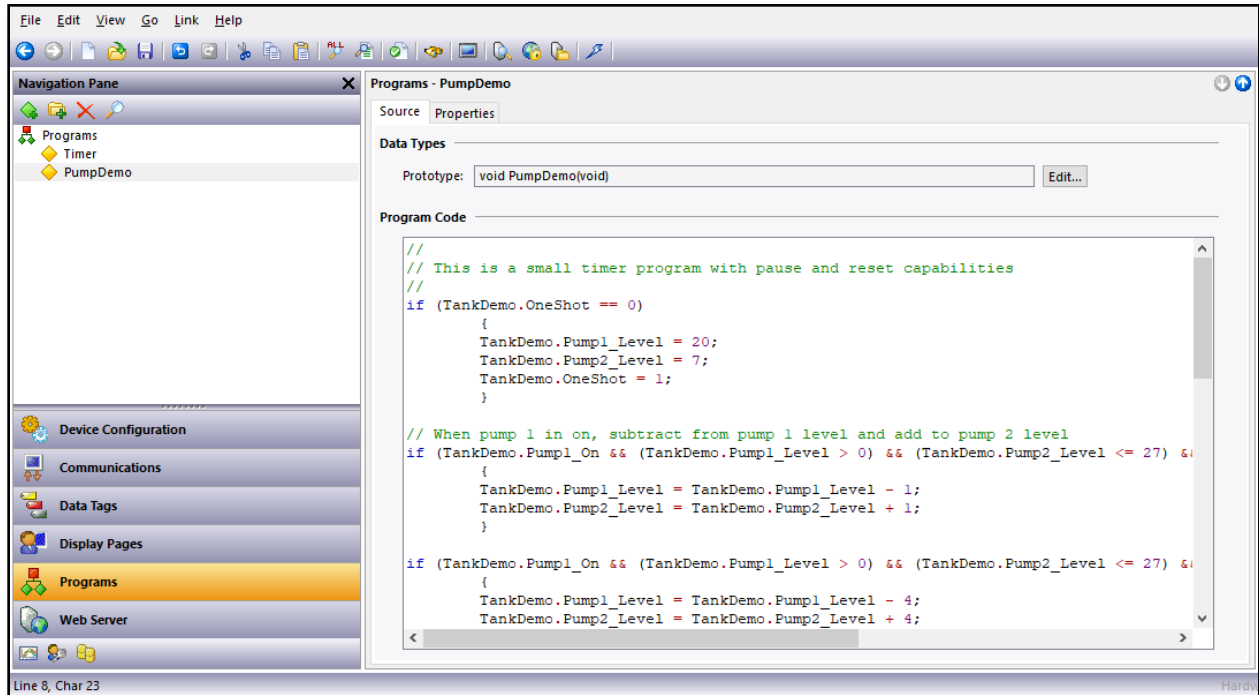 File Edit View Go Link Help
ALL
Navigation Pane X
Programs
Timer
PumpDemo
Device Configuration
Communications
Data Tags
Display Pages
Programs
Web Server
Programs - PumpDemo
Source Properties
Data Types
Prototype: void PumpDemo(void) Edit...
Program Code
//
// This is a small timer program with pause and reset capabilities
//
if (TankDemo.OneShot == 0)
{
TankDemo.Pump1_Level = 20;
TankDemo.Pump2_Level = 7;
TankDemo.OneShot = 1;
}
// When pump 1 in on, subtract from pump 1 level and add to pump 2 level
if (TankDemo.Pump1_On && (TankDemo.Pump1_Level > 0) && (TankDemo.Pump2_Level <= 27) &&
{
TankDemo.Pump1_Level = TankDemo.Pump1_Level - 1;
TankDemo.Pump2_Level = TankDemo.Pump2_Level + 1;
}
if (TankDemo.Pump1_On && (TankDemo.Pump1_Level > 0) && (TankDemo.Pump2_Level <= 27) &&
{
TankDemo.Pump1_Level = TankDemo.Pump1_Level - 4;
TankDemo.Pump2_Level = TankDemo.Pump2_Level + 4;
Line 8, Char 23